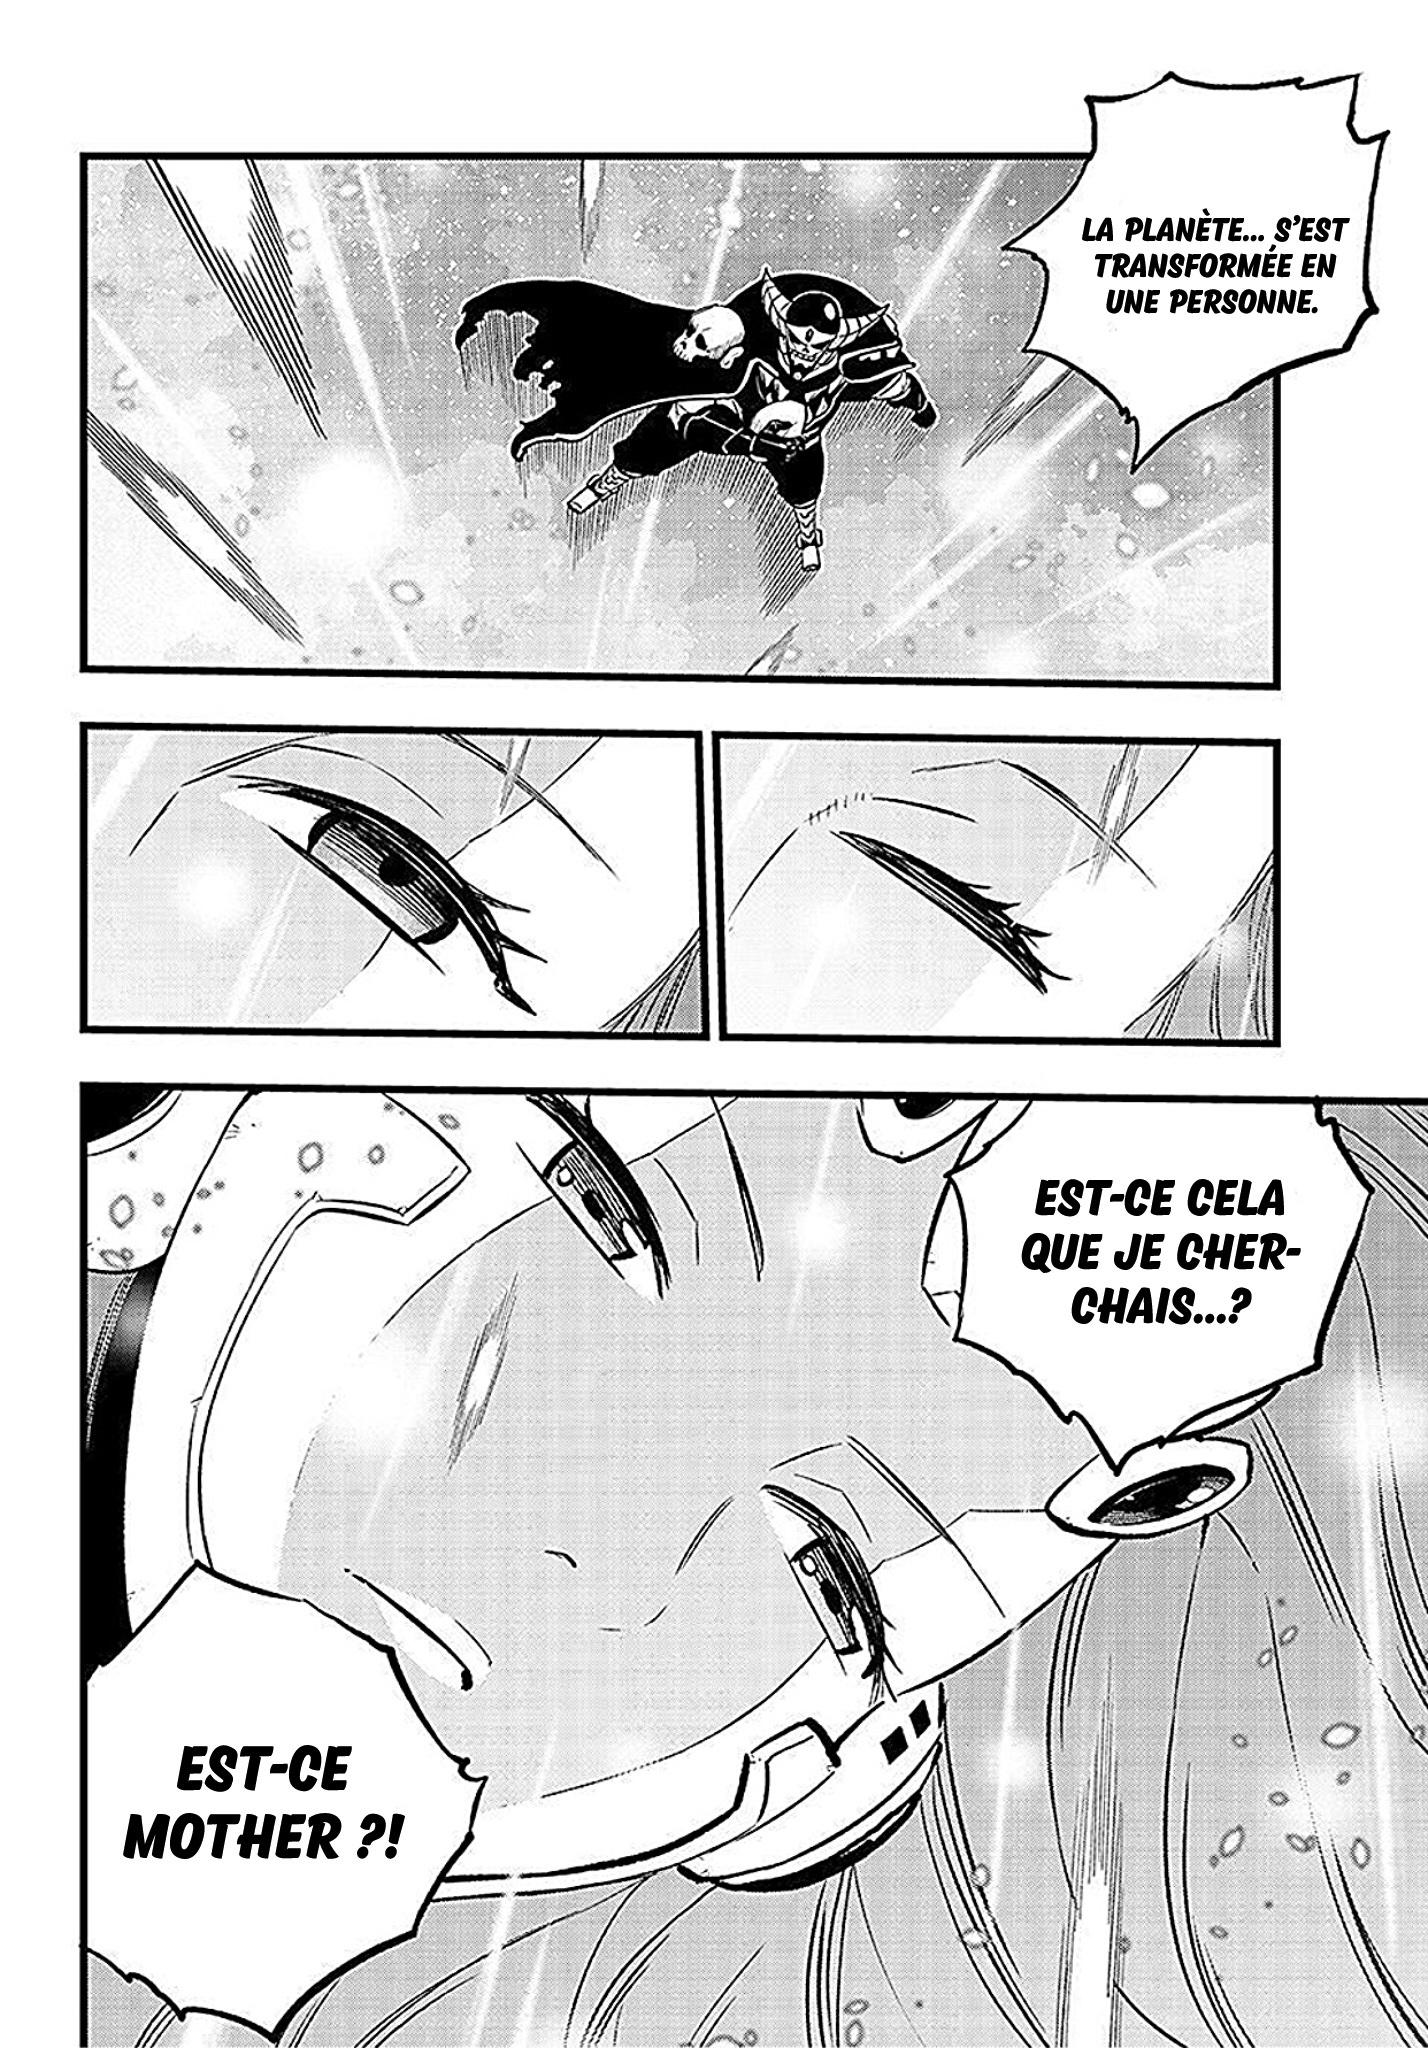 LA PLANÈTE... S'EST
TRANSFORMÉE EN
UNE PERSONNE.
EST-CE CELA
QUE JE CHER-
CHAIS...?
EST-CE
MOTHER ?!